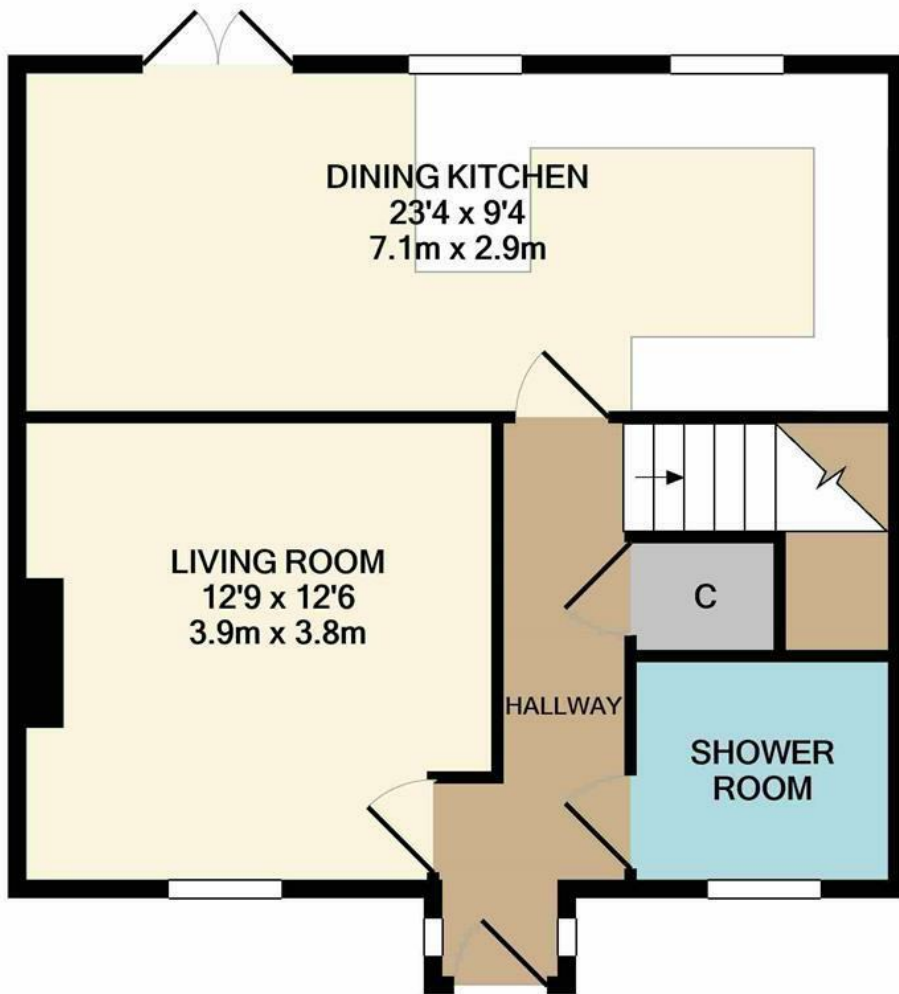 DINING KITCHEN
23'4 x 9'4
7.1m x 2.9m
LIVING ROOM
12'9 x 12'6
3.9m x 3.8m
C
HALLWAY
SHOWER
ROOM